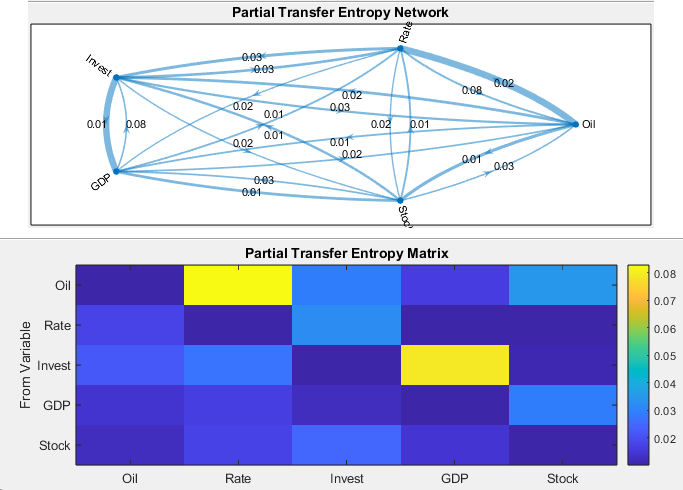 Partial Transfer Entropy Network
Rate
Invest
0.03
0.03
0.02
0.08
0.02
0.02
0.03
0.01
0.08
0.01
0.02
0.01
Oil
0.01
0.02
0.01
0.02
0.01
0.03
GDP
0.03
0.01
Stock
Partial Transfer Entropy Matrix
From Variable
Oil
Rate
Invest
GDP
Stock
Oil
Rate
Invest
GDP
Stock
0.08
0.07
0.06
0.05
0.04
0.03
0.02